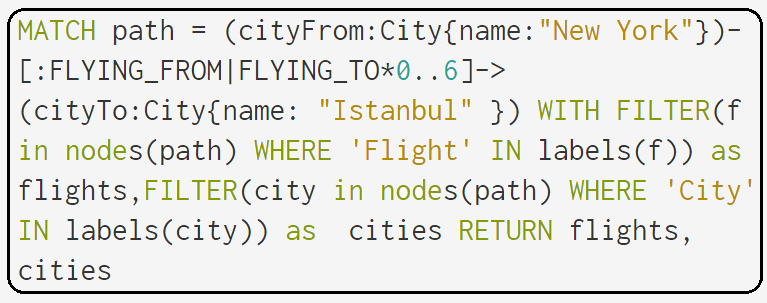 MATCH path = (cityFrom:City{name:"New York"})-
[:FLYING_FROM|FLYING_TO*0..6]->
(cityTo:City{name: "Istanbul" }) WITH FILTER(f
in nodes(path) WHERE 'Flight' IN labels(f)) as
flights,FILTER(city in nodes(path) WHERE 'City'
IN labels(city)) as  cities RETURN flights,
cities